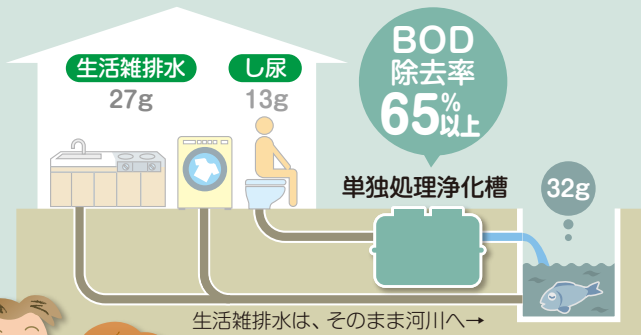 生活雑排水
27g
し尿
13g
BOD
除去率
65%以上
単独処理浄化槽
32g
生活雑排水は、そのまま河川へ→